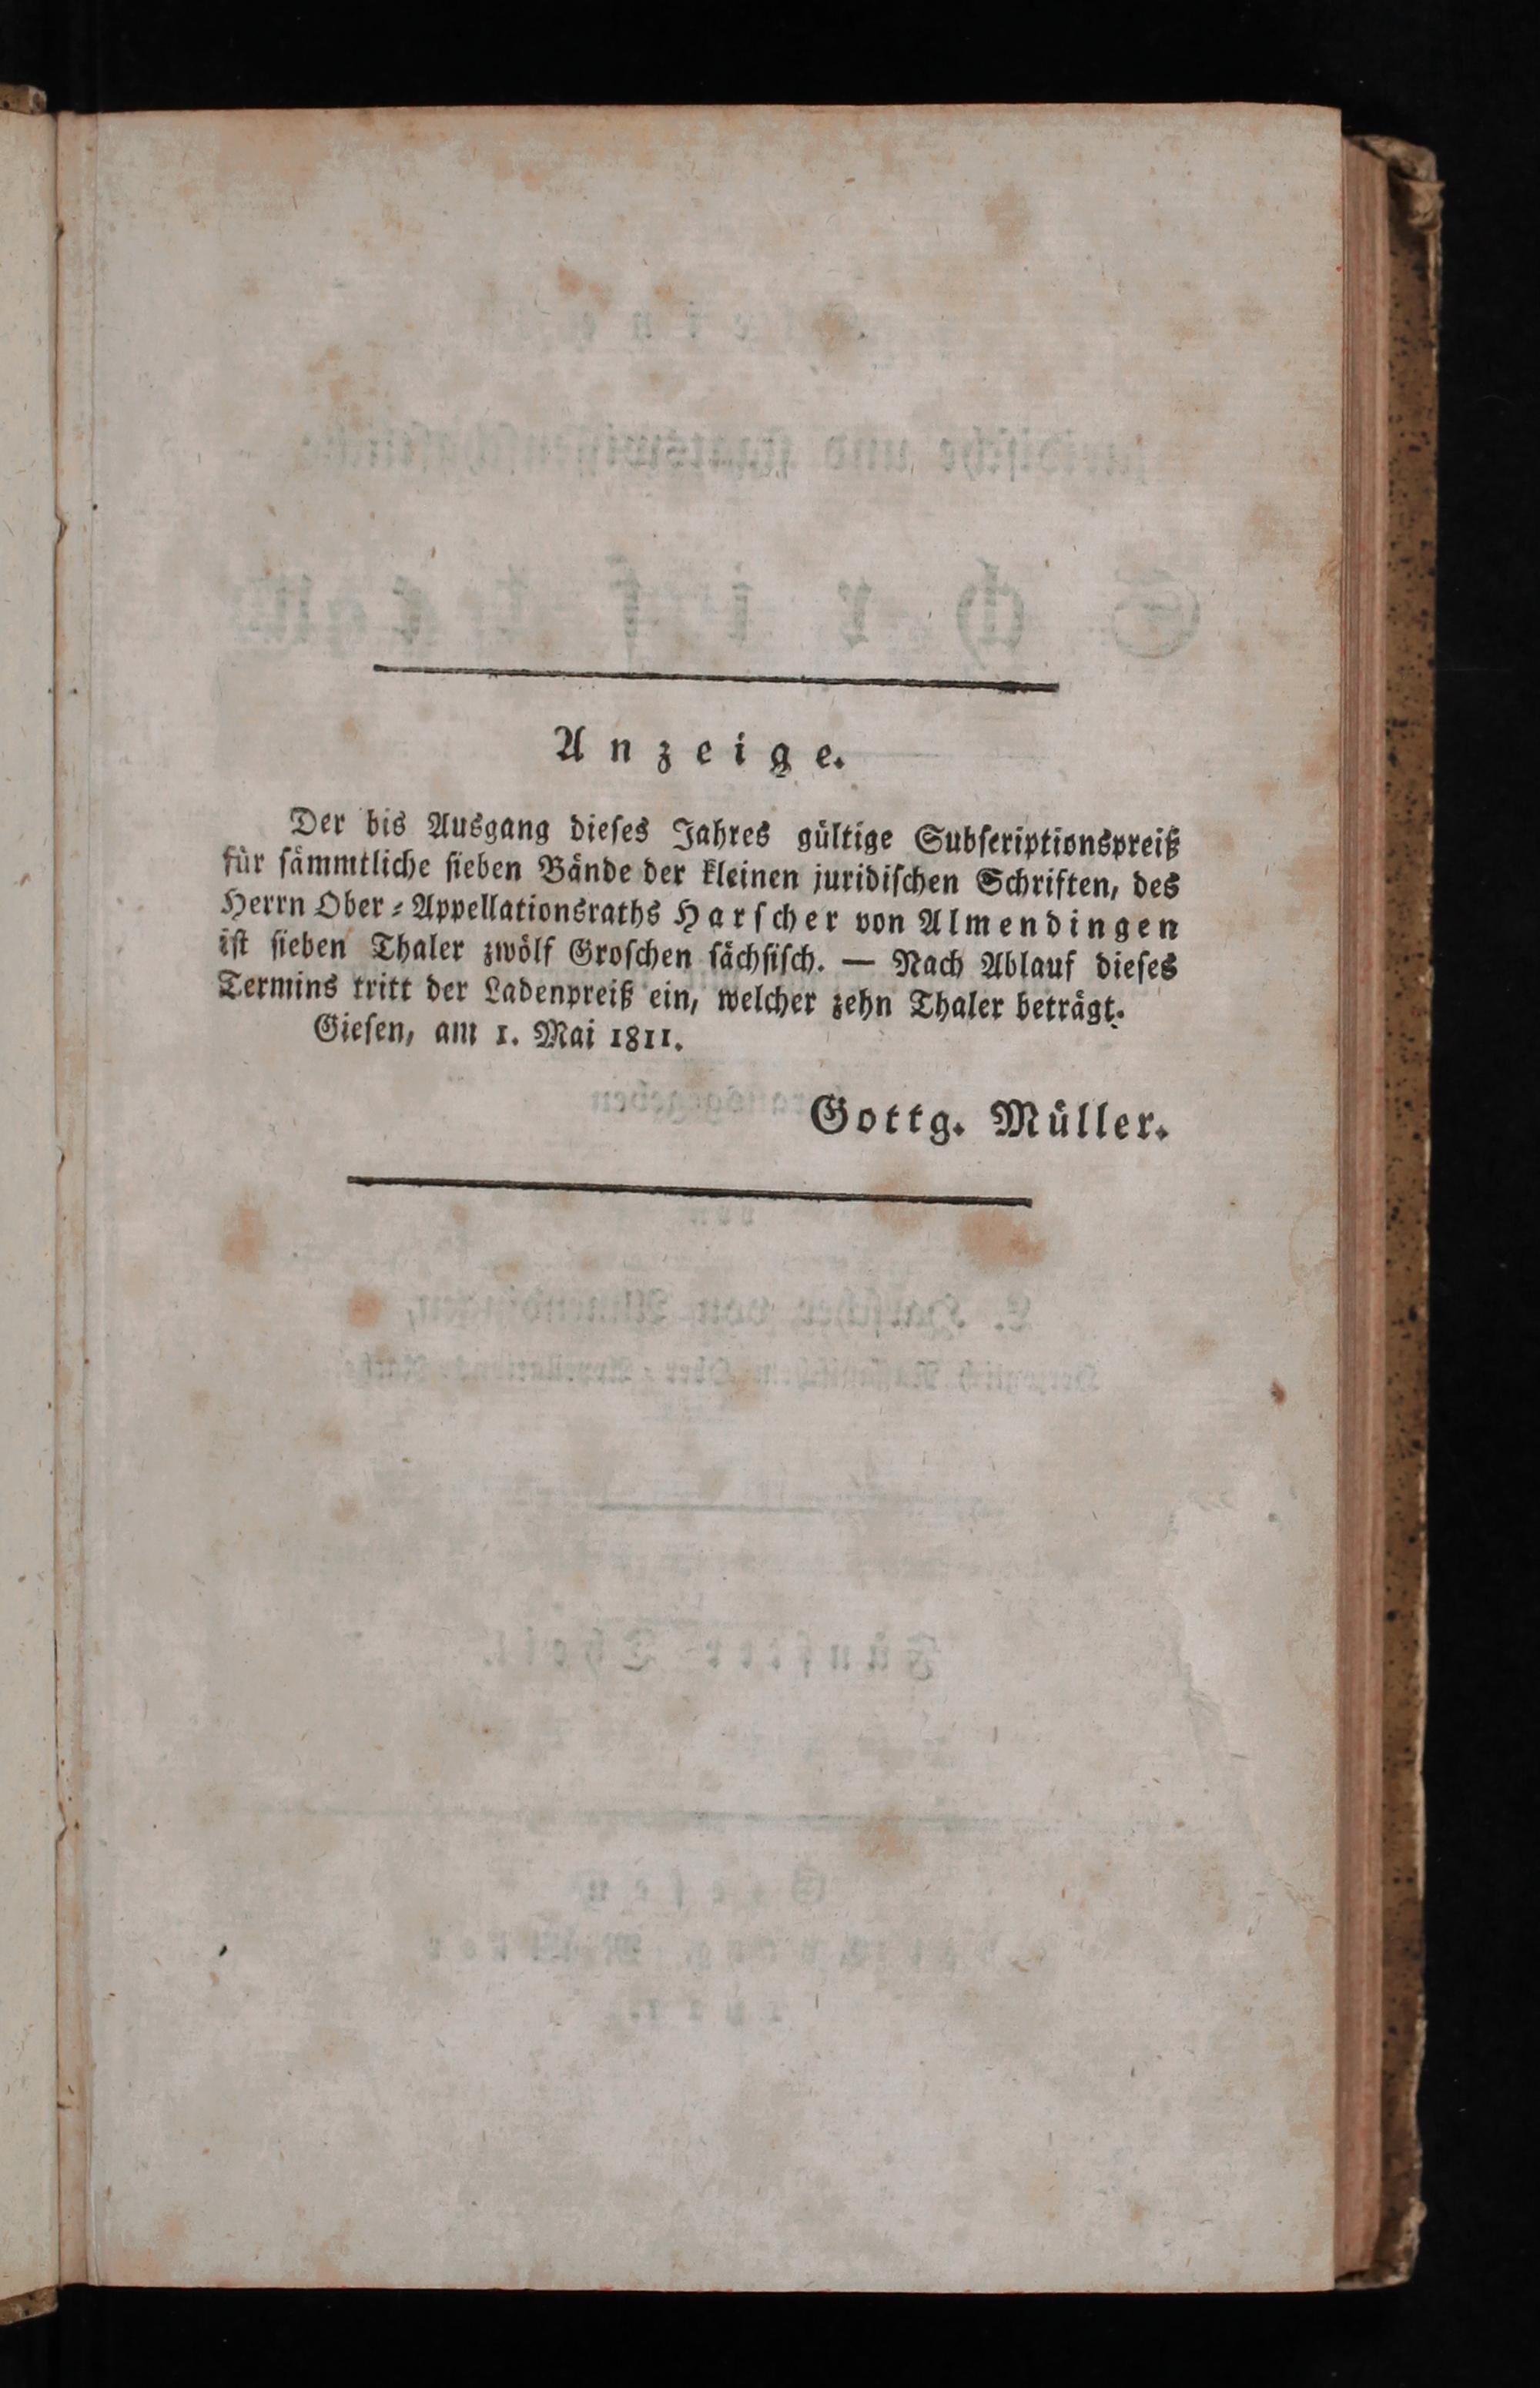 Anzeige.
Der bis Ausgang dieſes Jahres gültige Subſcriptionspreiß
für ſämmtliche ſieben Bände der kleinen juridiſchen Schriften, des
Herrn Ober⸗Appellationsraths Harſcher von Almendingen
iſt ſieben Thaler zwölf Groſchen ſächſiſch. — Nach Ablauf dieſes
Termins tritt der Ladenpreiß ein, welcher zehn Thaler beträgt.
Gieſen, am 1. Mai 1811.
Gottg. Müller.